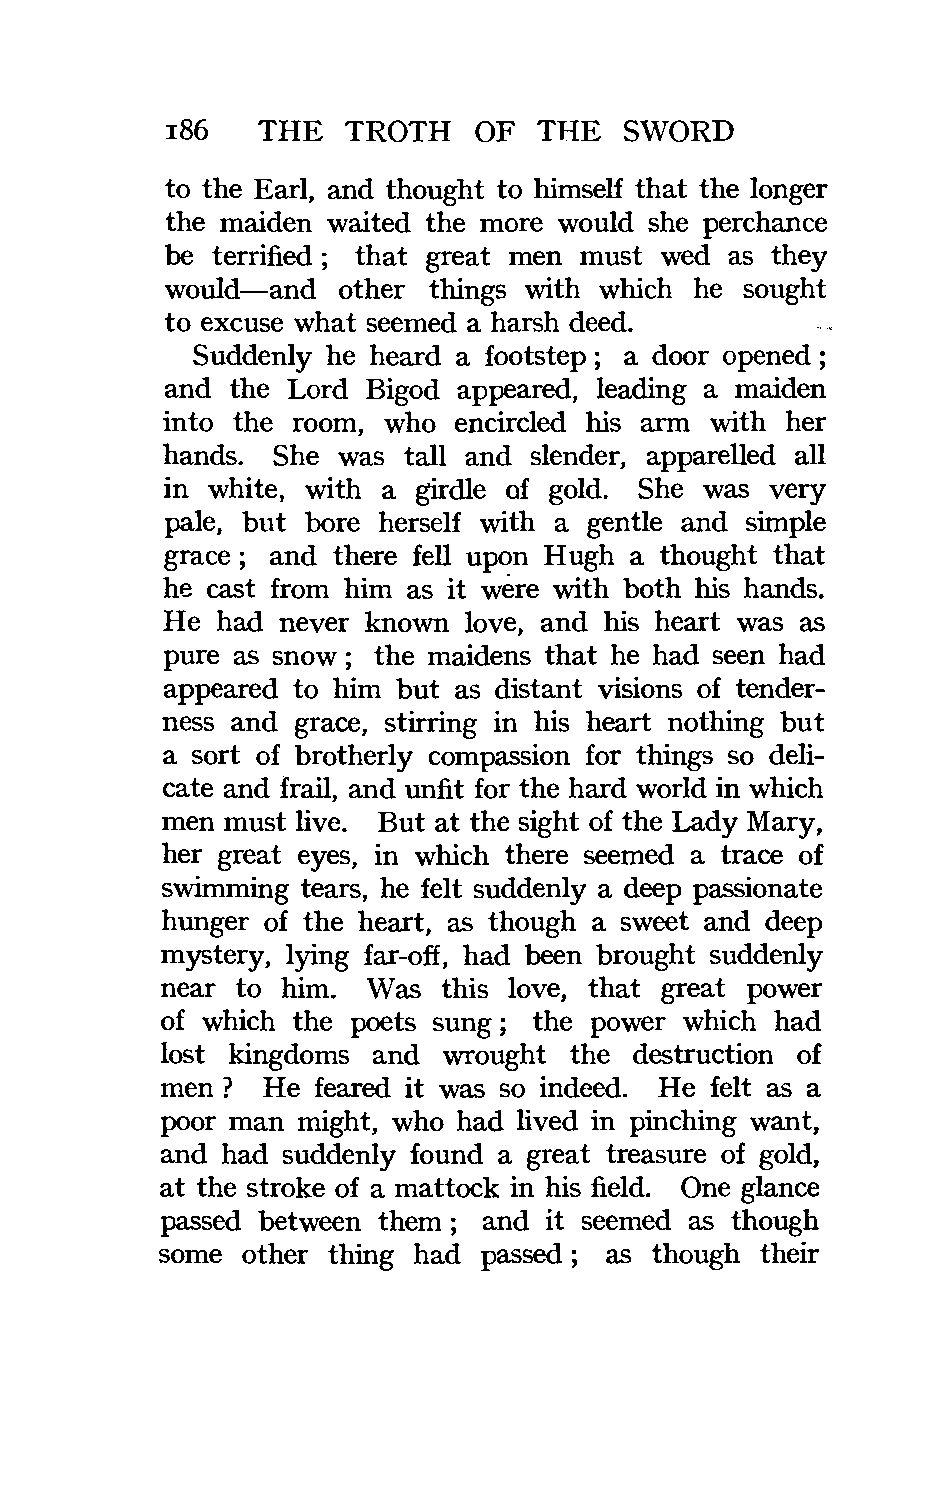 186 THE TROTH OF THE SWORD
to the Earl, and thought to himself that the longer
the maiden waited the more would she perchance
be terrified ; that great men must wed as they
would—and other things with which he sought
to excuse what seemed a harsh deed.
Suddenly he heard a footstep ; a door opened ;
and the Lord Bigod appeared, leading a maiden
into the room, who encircled his arm with her
hands. She was tall and slender, apparelled all
in white, with a girdle of gold. She was very
pale, but bore herself with a gentle and simple
grace ; and there fell upon Hugh a thought that
he cast from him as it were with both his hands.
He had never known love, and his heart was as
pure as snow ; the maidens that he had seen had
appeared to him but as distant visions of tender-
ness and grace, stirring in his heart nothing but
a sort of brotherly compassion for things so deli-
cate and frail, and unfit for the hard world in which
men must live. But at the sight of the Lady Mary,
her great eyes, in which there seemed a trace of
swimming tears, he felt suddenly a deep passionate
hunger of the heart, as though a sweet and deep
mystery, lying far-off, had been brought suddenly
near to him. Was this love, that great power
of which the poets sung ; the power which had
lost kingdoms and wrought the destruction of
men ? He feared it was so indeed. He felt as a
poor man might, who had lived in pinching want,
and had suddenly found a great treasure of gold,
at the stroke of a mattock in his field. One glance
passed between them ; and it seemed as though
some other thing had passed ; as though their